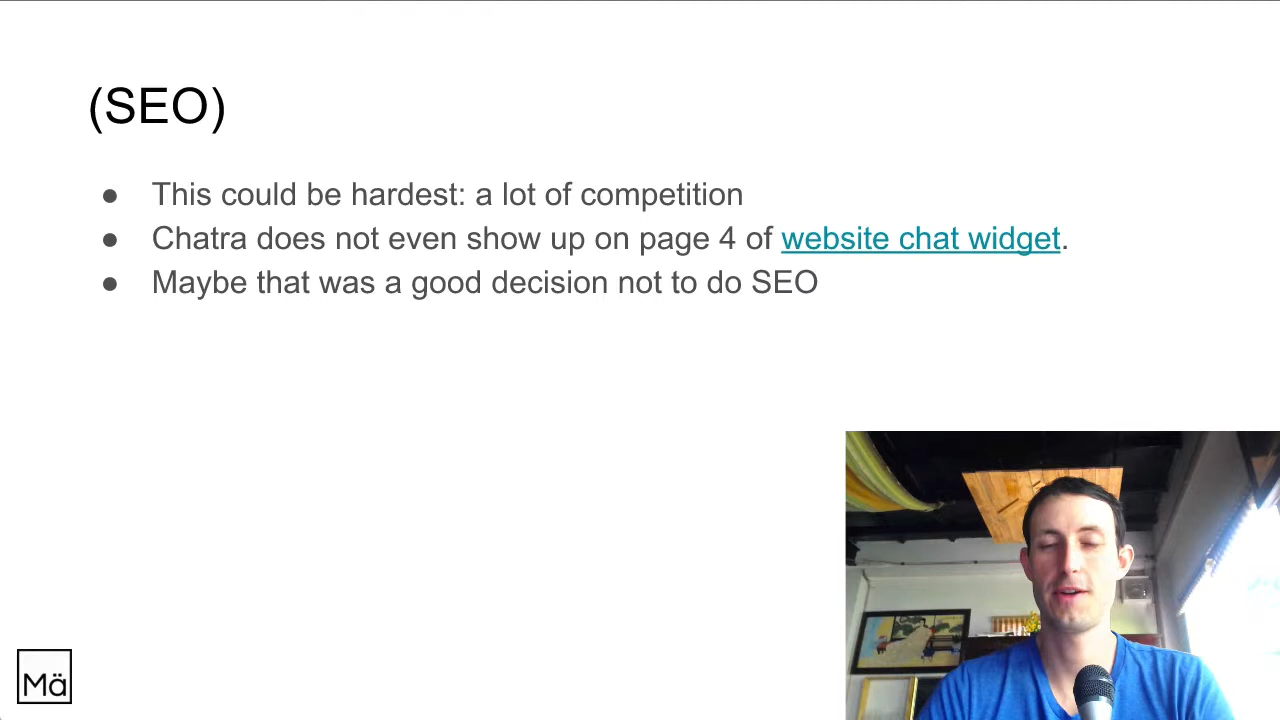 (SEO)
● This could be hardest: a lot of competition
● Chatra does not even show up on page 4 of website chat widget.
● Maybe that was a good decision not to do SEO
Mä